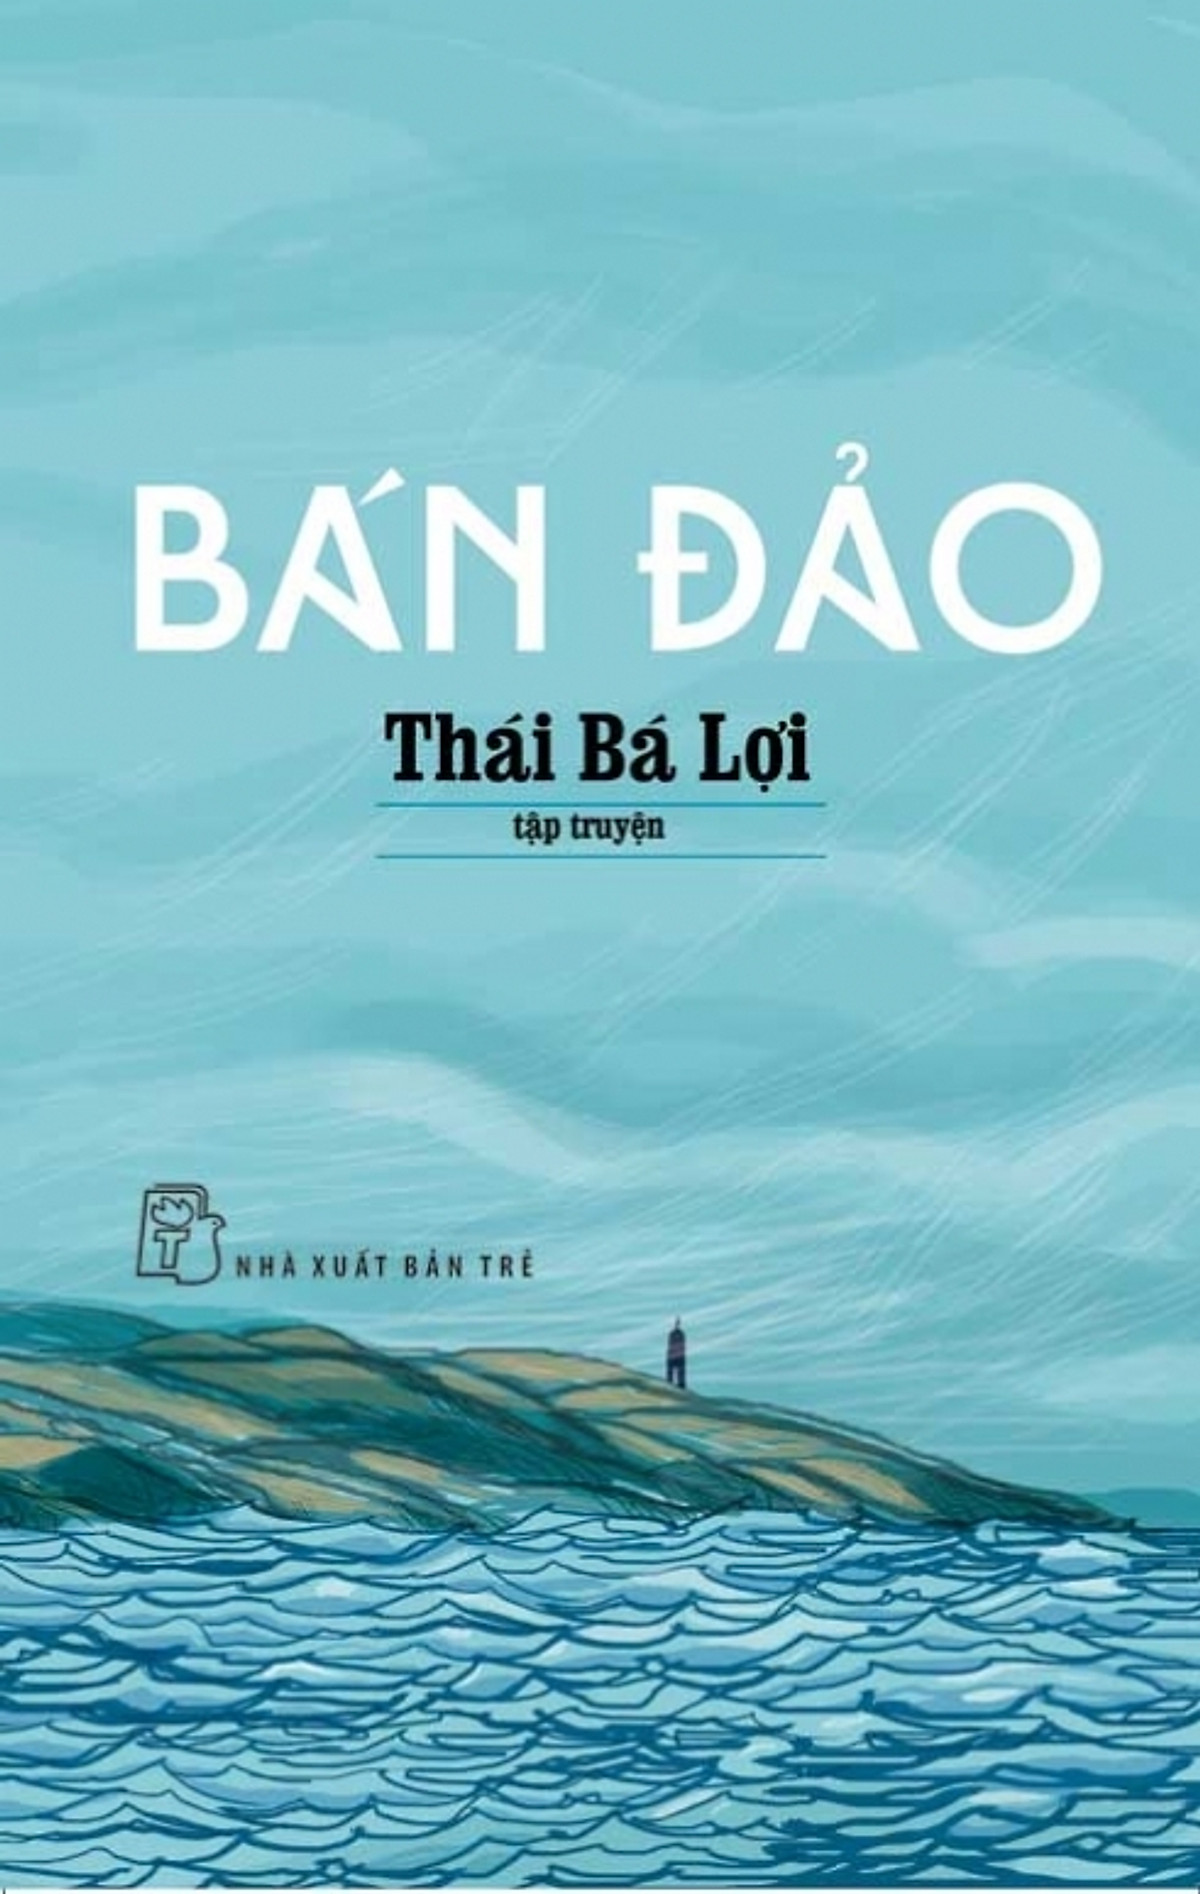 BÁN ĐẢO
Thái Bá Lợi
tập truyện
T
NHÀ XUẤT BẢN TRẺ